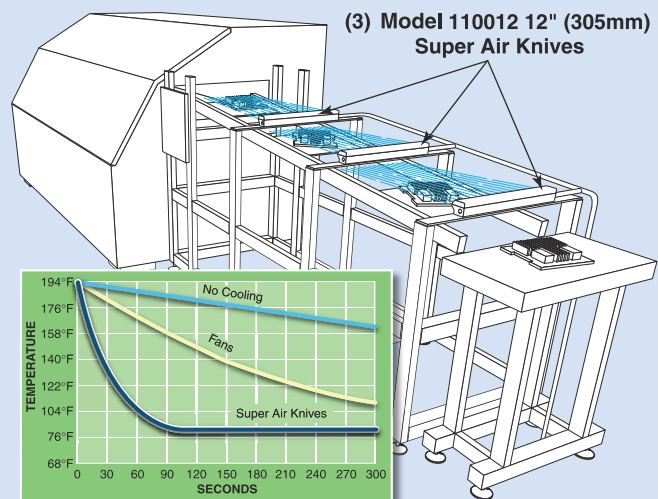 (3) Model 110012 12" (305mm)
Super Air Knives
TEMPERATURE
194°F
176°F
158°F
140°F
122°F
104°F
76°F
68°F
No Cooling
Fans
Super Air Knives
0 30 60 90 120 150 180 210 240 270 300
SECONDS